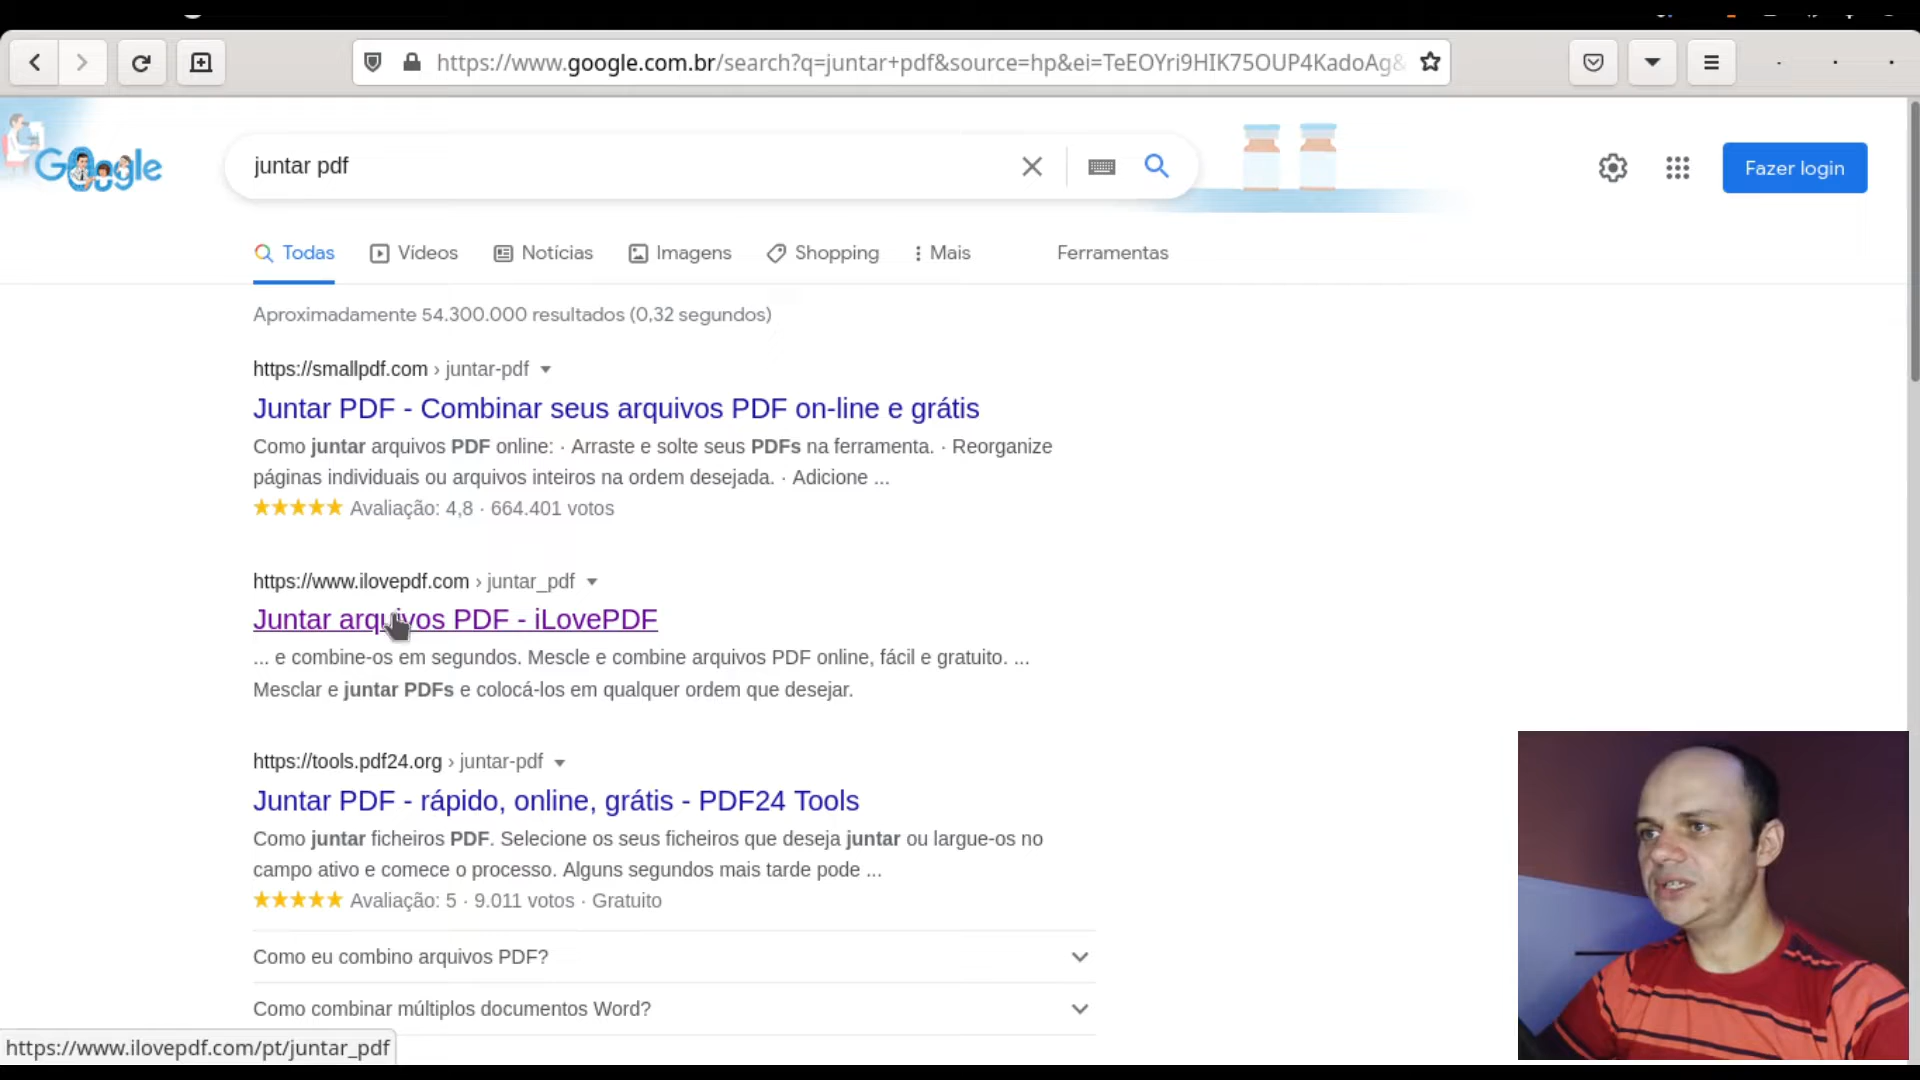 https://www.google.com.br/search?q=juntar+pdf&source=hp&ei=TeEOYri9HIK75OUP4KadoAg&
Google
juntar pdf
Fazer login
Todas
Vídeos
Notícias
Imagens
Shopping
Mais
Ferramentas
Aproximadamente 54.300.000 resultados (0,32 segundos)
https://smallpdf.com › juntar-pdf
Juntar PDF - Combinar seus arquivos PDF on-line e grátis
Como juntar arquivos PDF online: · Arraste e solte seus PDFs na ferramenta. · Reorganize
páginas individuais ou arquivos inteiros na ordem desejada. · Adicione ...
Avaliação: 4,8 · 664.401 votos
https://www.ilovepdf.com › juntar_pdf
Juntar arquivos PDF - iLovePDF
... e combine-os em segundos. Mescle e combine arquivos PDF online, fácil e gratuito. ...
Mesclar e juntar PDFs e colocá-los em qualquer ordem que desejar.
https://tools.pdf24.org › juntar-pdf
Juntar PDF - rápido, online, grátis - PDF24 Tools
Como juntar ficheiros PDF. Selecione os seus ficheiros que deseja juntar ou largue-os no
campo ativo e comece o processo. Alguns segundos mais tarde pode ...
Avaliação: 5 · 9.011 votos · Gratuito
Como eu combino arquivos PDF?
Como combinar múltiplos documentos Word?
https://www.ilovepdf.com/pt/juntar_pdf